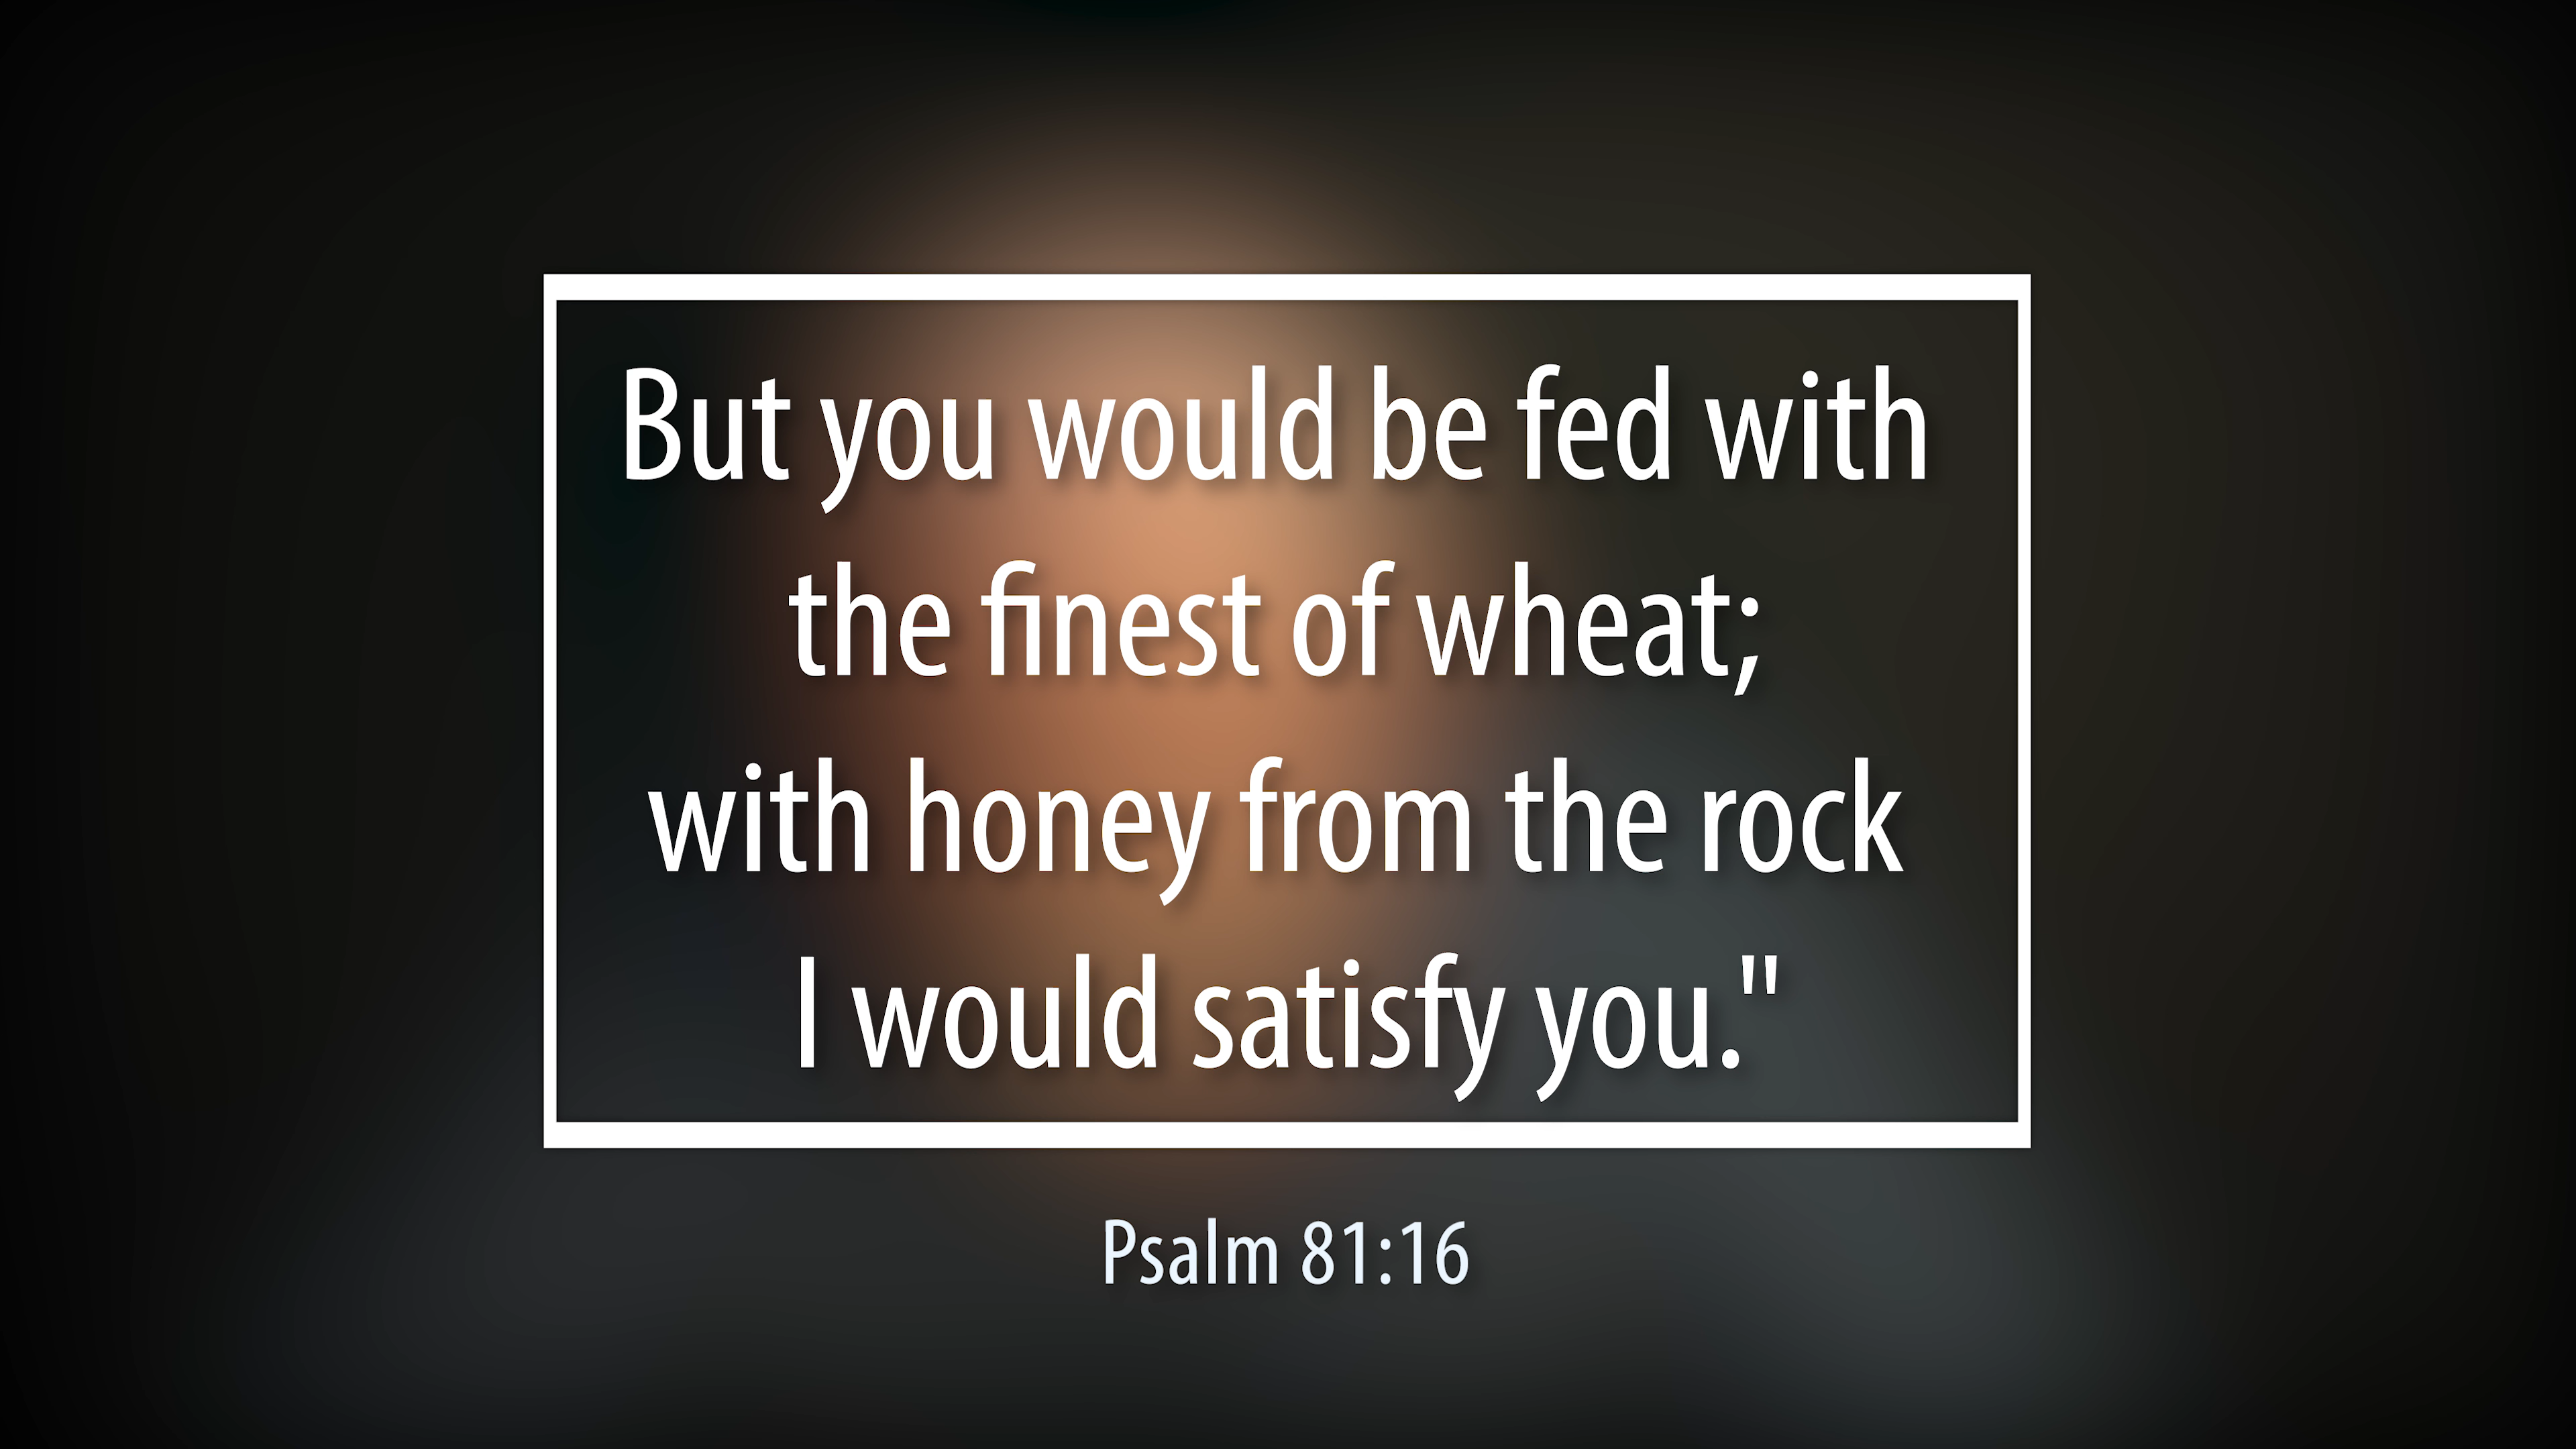 But you would be fed with
the finest of wheat;
with honey from the rock
I would satisfy you."
Psalm 81:16